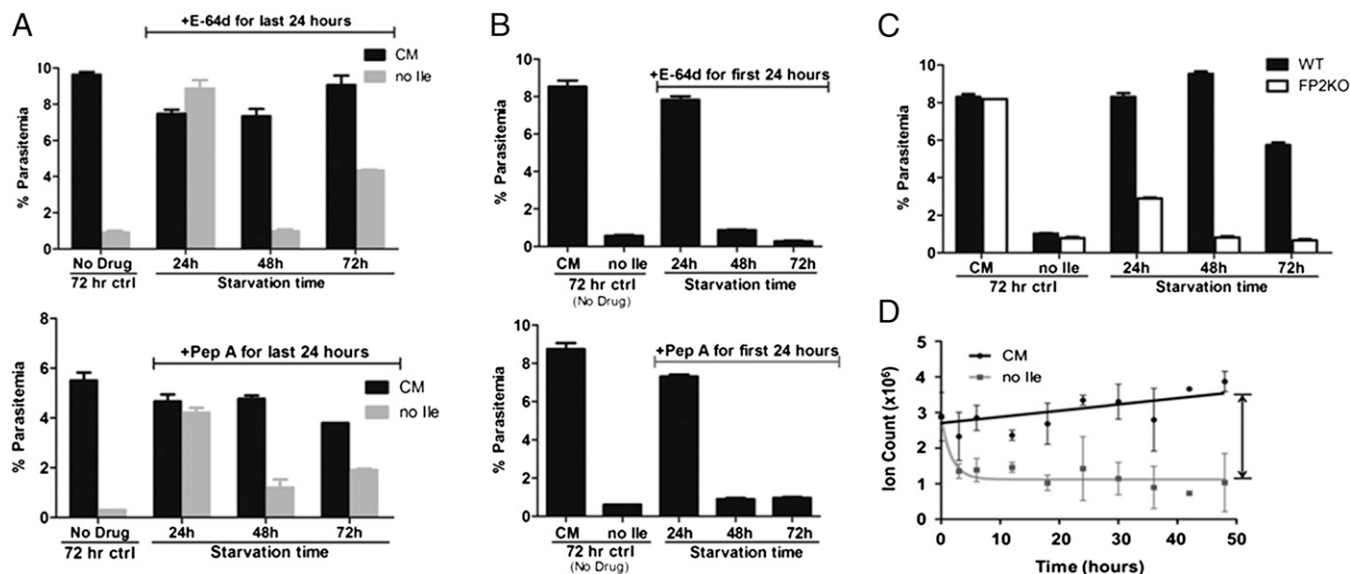 A
+E-64d for last 24 hours
CM
no Ile
% Parasitemia
10
8
6
4
2
0
No Drug 24h 48h 72h
72 hr ctrl Starvation time
+Pep A for last 24 hours
CM
no Ile
% Parasitemia
8
6
4
2
0
No Drug 24h 48h 72h
72 hr ctrl Starvation time
B
+E-64d for first 24 hours
% Parasitemia
10
8
6
4
2
0
CM no Ile 24h 48h 72h
72 hr ctrl Starvation time
(No Drug)
+Pep A for first 24 hours
% Parasitemia
10
8
6
4
2
0
CM no Ile 24h 48h 72h
72 hr ctrl Starvation time
(No Drug)
C
WT
FP2KO
% Parasitemia
10
8
6
4
2
0
CM no Ile 24h 48h 72h
72 hr ctrl Starvation time
D
CM
no Ile
Ion Count (x10⁶)
5
4
3
2
1
0
0 10 20 30 40 50
Time (hours)